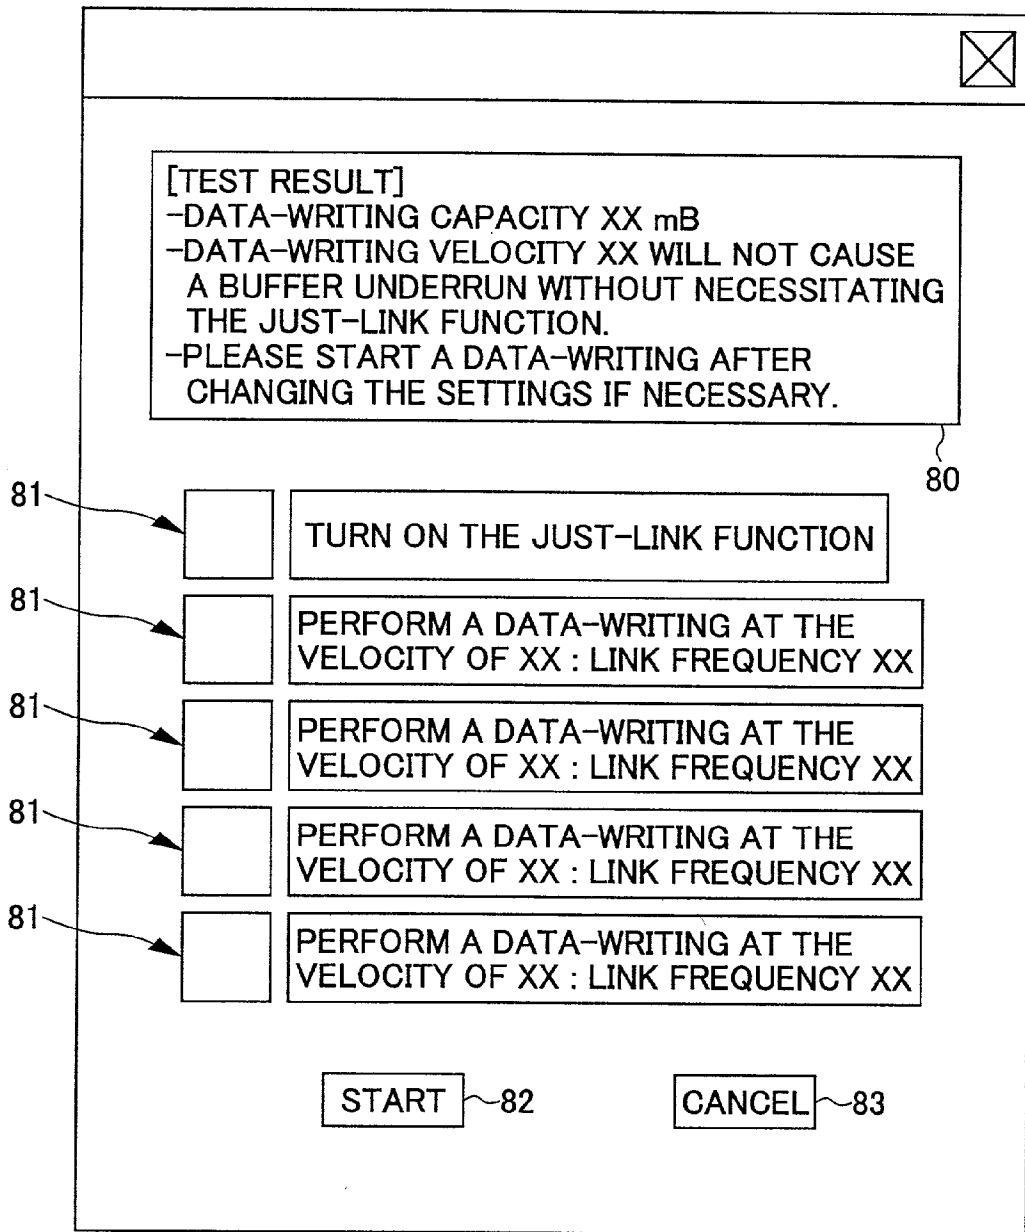 [TEST RESULT]
-DATA-WRITING CAPACITY XX mB
-DATA-WRITING VELOCITY XX WILL NOT CAUSE
A BUFFER UNDERRUN WITHOUT NECESSITATING
THE JUST-LINK FUNCTION.
-PLEASE START A DATA-WRITING AFTER
CHANGING THE SETTINGS IF NECESSARY.
80
81
TURN ON THE JUST-LINK FUNCTION
81
PERFORM A DATA-WRITING AT THE
VELOCITY OF XX : LINK FREQUENCY XX
81
PERFORM A DATA-WRITING AT THE
VELOCITY OF XX : LINK FREQUENCY XX
81
PERFORM A DATA-WRITING AT THE
VELOCITY OF XX : LINK FREQUENCY XX
81
PERFORM A DATA-WRITING AT THE
VELOCITY OF XX : LINK FREQUENCY XX
START 82 CANCEL 83